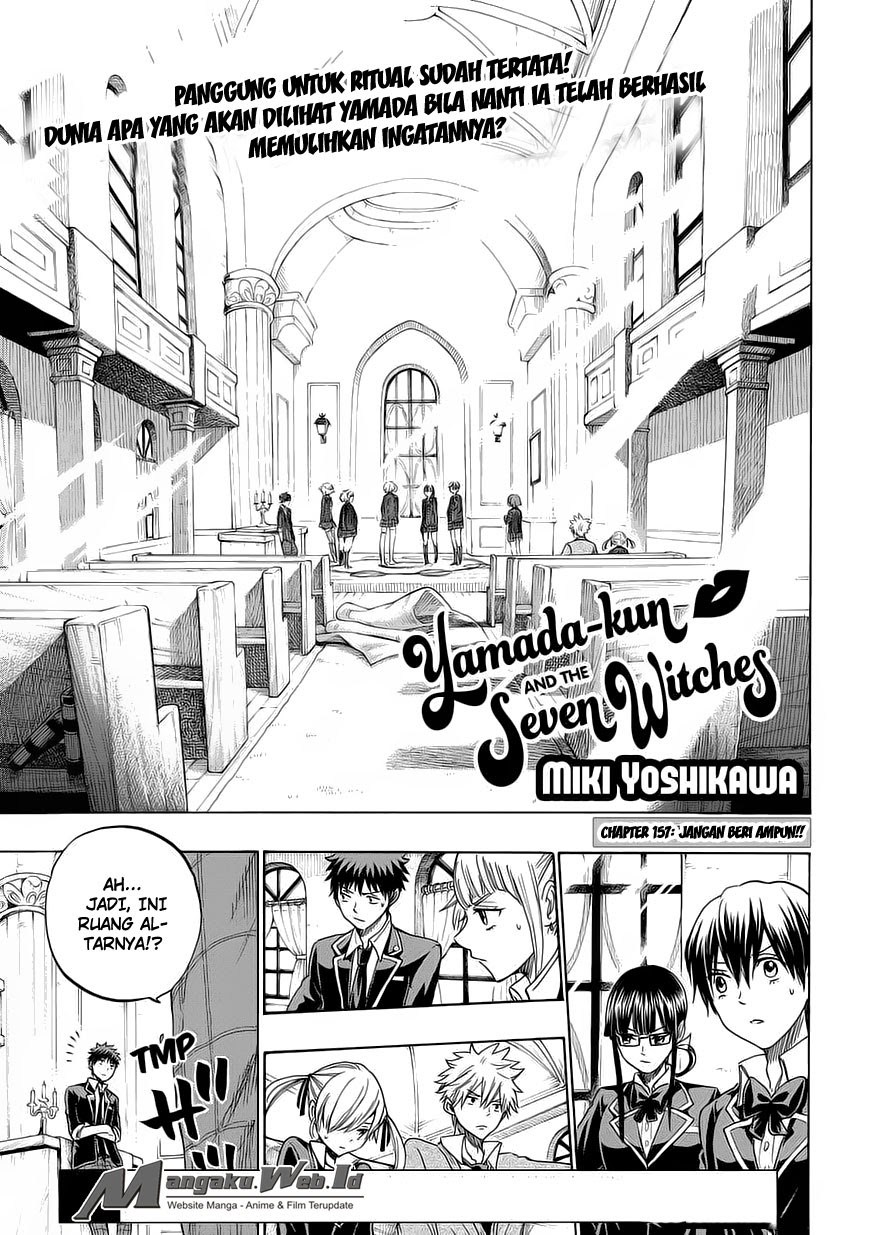 PANGGUNG UNTUK RITUAL SUDAH TERTATA!
DUNIA APA YANG AKAN DILIHAT YAMADA BILA NANTI IA TELAH BERHASIL
MEMULIHKAN INGATANNYA?
Yamada-kun
AND THE
Seven Witches
MIKI YOSHIKAWA
CHAPTER 157: JANGAN BERI AMPUN!!
AH...
JADI, INI
RUANG AL-
TARNYA!?
TMP
Mangaku.Web.Id
Website Manga - Anime & Film Terupdate